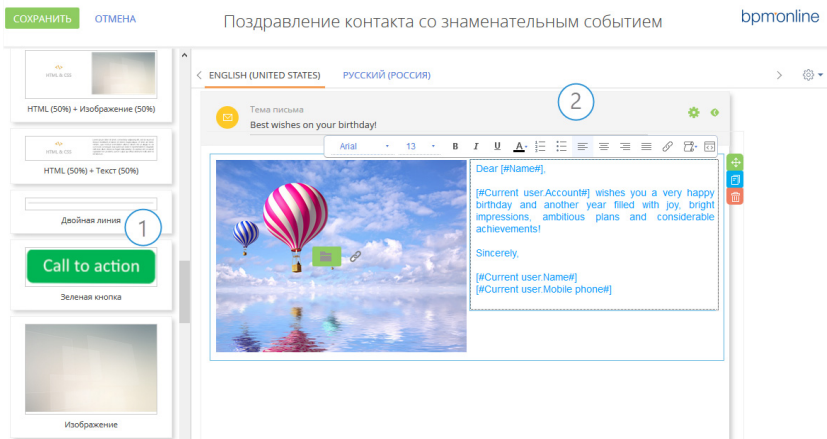 СОХРАНИТЬ ОТМЕНА Поздравление контакта со знаменательным событием bpmonline
HTML & CSS
HTML (50%) + Изображение (50%)
HTML & CSS
HTML (50%) + Текст (50%)
Двойная линия
1
Call to action
Зеленая кнопка
Изображение
ENGLISH (UNITED STATES) РУССКИЙ (РОССИЯ)
2
Тема письма
Best wishes on your birthday!
Arial 13 B I U A
Dear [#Name#],
[#Current user.Account#] wishes you a very happy
birthday and another year filled with joy, bright
impressions, ambitious plans and considerable
achievements!
Sincerely,
[#Current user.Name#]
[#Current user.Mobile phone#]